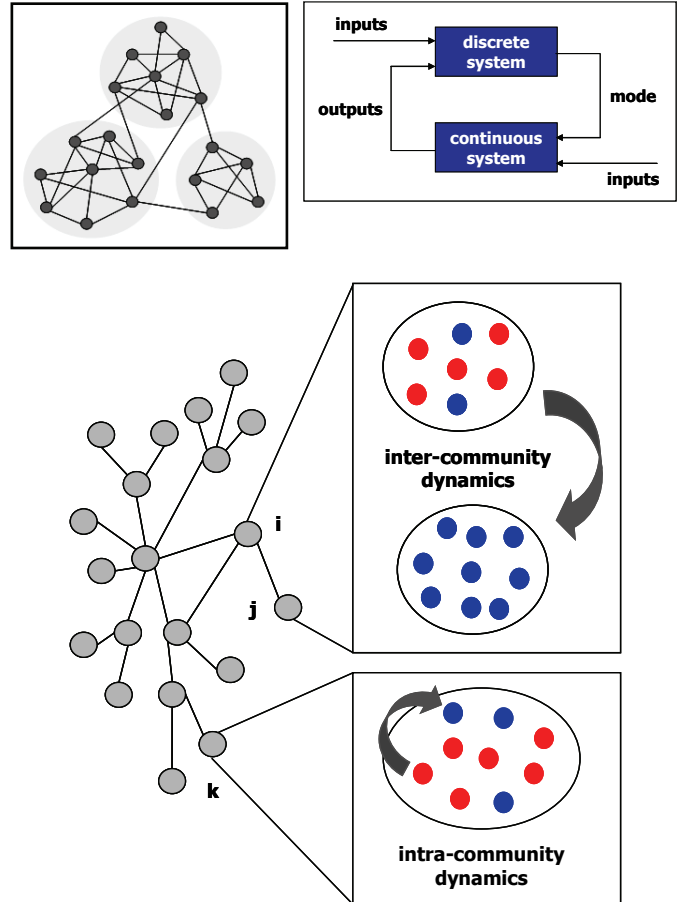 inputs
discrete
system
outputs
mode
continuous
system
inputs
inter-community
dynamics
i
j
k
intra-community
dynamics